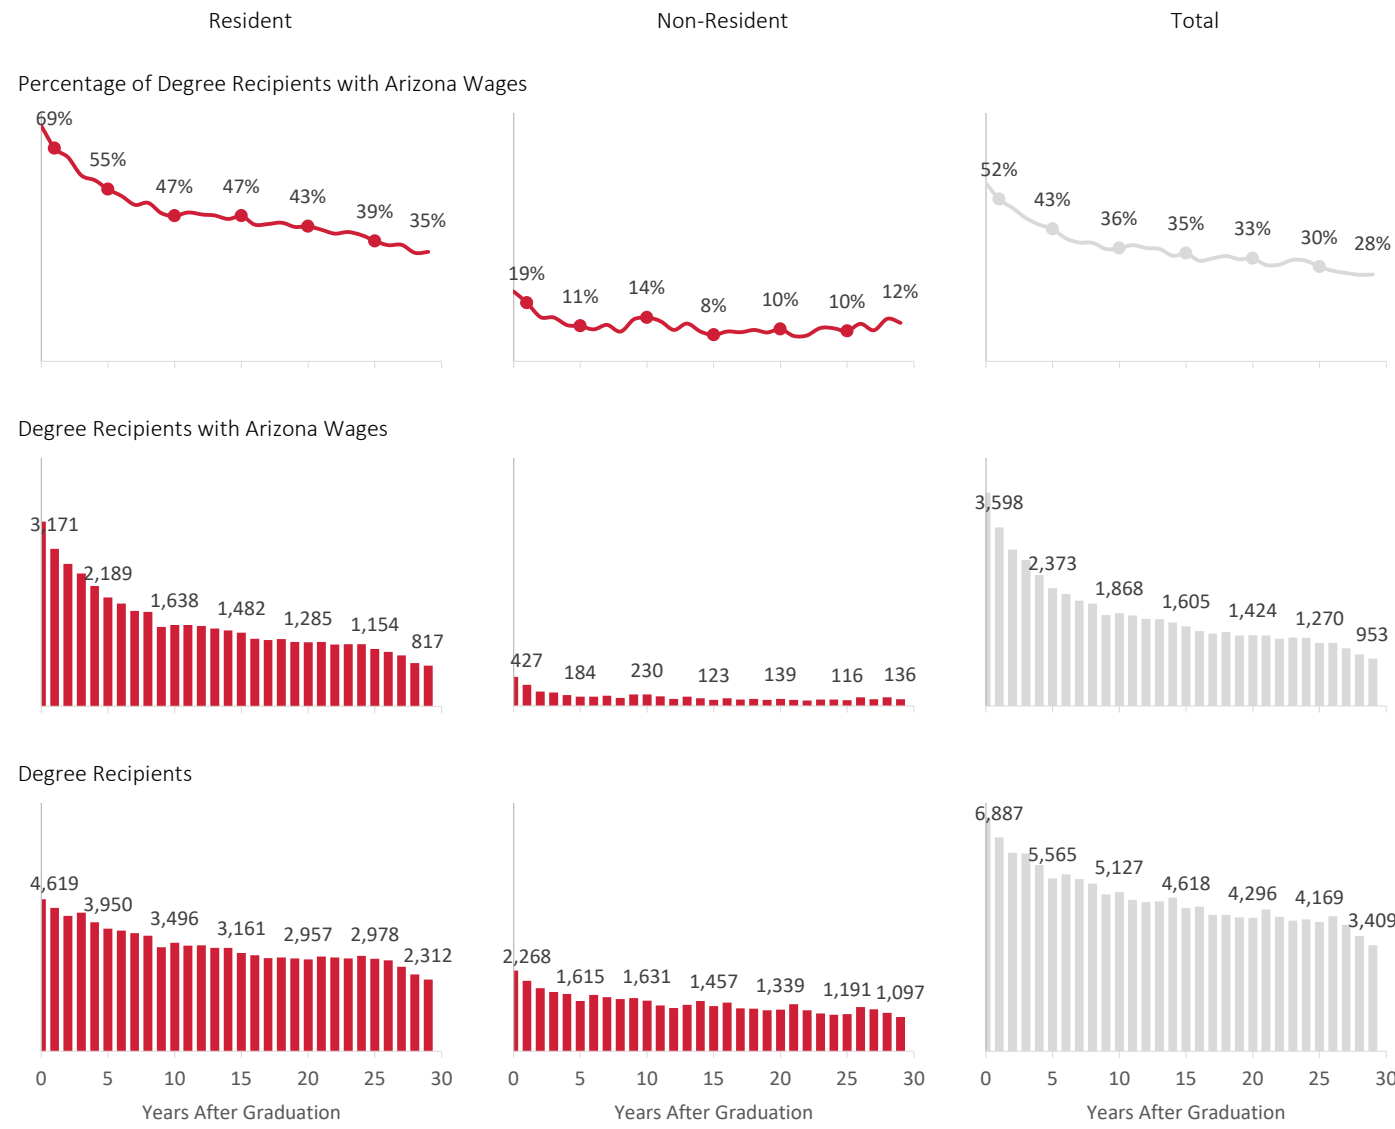 Resident Non-Resident Total
Percentage of Degree Recipients with Arizona Wages
69% 55% 47% 47% 43% 39% 35%
19% 11% 14% 8% 10% 10% 12%
52% 43% 36% 35% 33% 30% 28%
Degree Recipients with Arizona Wages
3,171 2,189 1,638 1,482 1,285 1,154 817
427 184 230 123 139 116 136
3,598 2,373 1,868 1,605 1,424 1,270 953
Degree Recipients
4,619 3,950 3,496 3,161 2,957 2,978 2,312
2,268 1,615 1,631 1,457 1,339 1,191 1,097
6,887 5,565 5,127 4,618 4,296 4,169 3,409
0 5 10 15 20 25 30
0 5 10 15 20 25 30
0 5 10 15 20 25 30
Years After Graduation Years After Graduation Years After Graduation